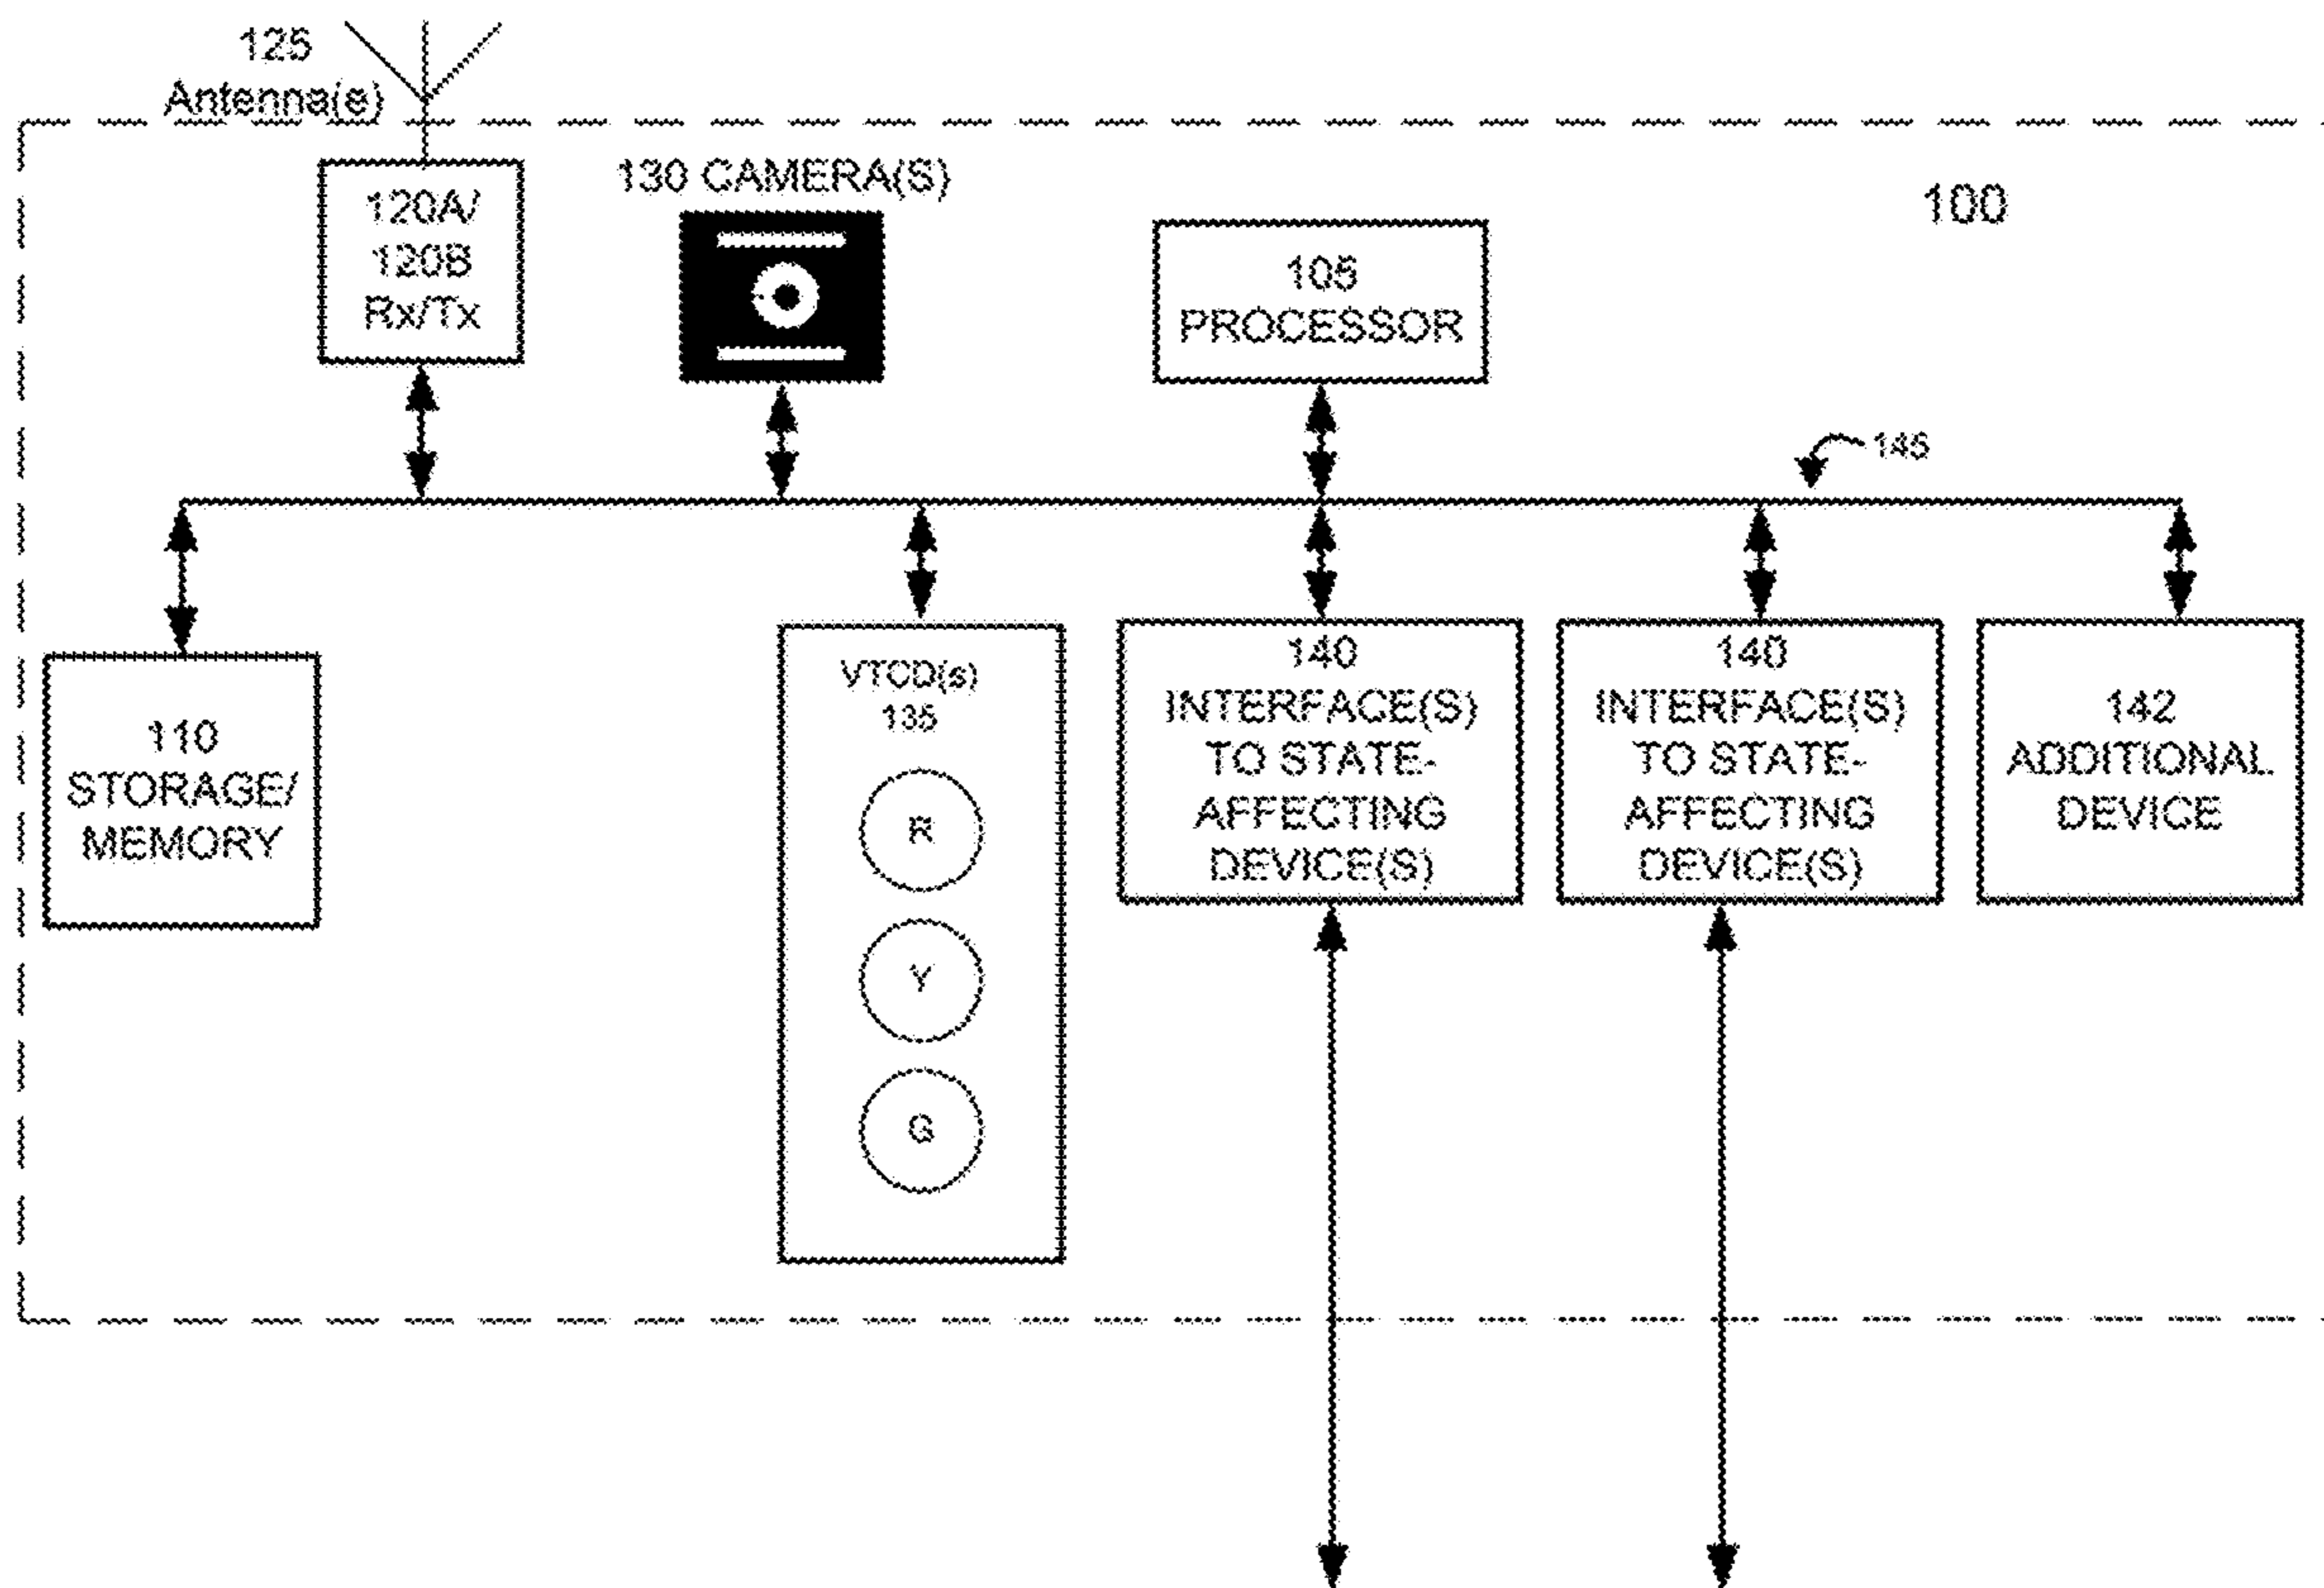 125
Antenna(s)
120A/
120B
Rx/Tx
130 CAMERA(S)
105
PROCESSOR
100
145
110
STORAGE/
MEMORY
VTCD(s)
135
R
Y
G
140
INTERFACE(S)
TO STATE-
AFFECTING
DEVICE(S)
140
INTERFACE(S)
TO STATE-
AFFECTING
DEVICE(S)
142
ADDITIONAL
DEVICE